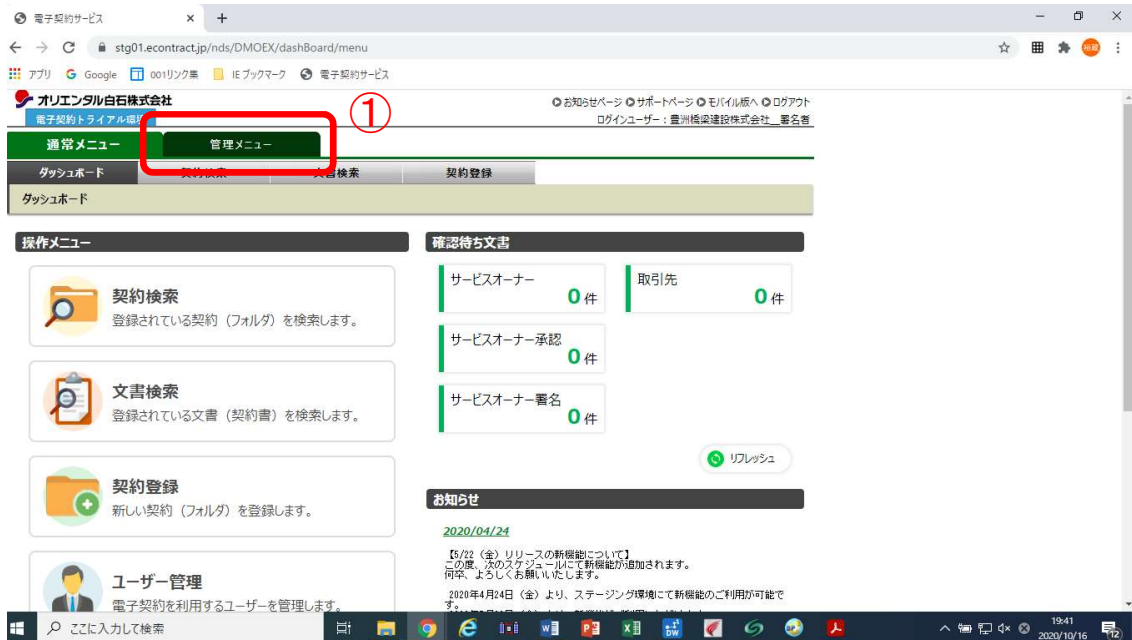 電子契約サービス
stg01.econtract.jp/nds/DMOEX/dashBoard/menu
アプリ Google 001リンク集 IE ブックマーク 電子契約サービス
オリエンタル白石株式会社
お知らせページ サポートページ モバイル版へ ログアウト
電子契約トライアル環境
①
ログインユーザー：豊洲橋梁建設株式会社__署名者
通常メニュー 管理メニュー
ダッシュボード 契約検索 文書検索 契約登録
ダッシュボード
操作メニュー
契約検索
登録されている契約（フォルダ）を検索します。
文書検索
登録されている文書（契約書）を検索します。
契約登録
新しい契約（フォルダ）を登録します。
ユーザー管理
電子契約を利用するユーザーを管理します。
確認待ち文書
サービスオーナー
0 件
取引先
0 件
サービスオーナー承認
0 件
サービスオーナー署名
0 件
リフレッシュ
お知らせ
2020/04/24
【5/22（金）リリースの新機能について】
この度、次のスケジュールにて新機能が追加されます。
何卒、よろしくお願いいたします。
2020年4月24日（金）より、ステージング環境にて新機能のご利用が可能で
す。
ここに入力して検索
19:41
2020/10/16
12